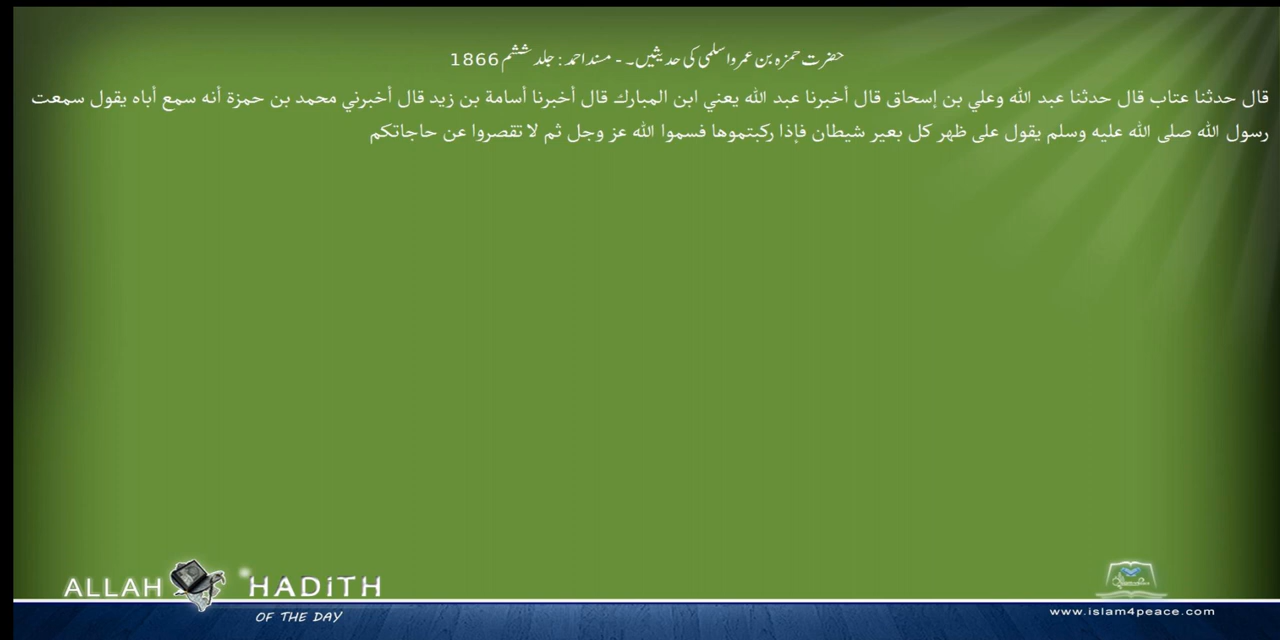 حضرت حمزہ بن عمرو اسلمی کی حدیثیں۔ - مسند احمد : جلد ششم 1866
قال حدثنا عتاب قال حدثنا عبد الله وعلي بن إسحاق قال أخبرنا عبد الله يعني ابن المبارك قال أخبرنا أسامة بن زيد قال أخبرني محمد بن حمزة أنه سمع أباه يقول سمعت
رسول الله صلى الله عليه وسلم يقول على ظهر كل بعير شيطان فإذا ركبتموها فسموا الله عز وجل ثم لا تقصروا عن حاجاتكم
ALLAH HADITH
OF THE DAY
www.islam4peace.com